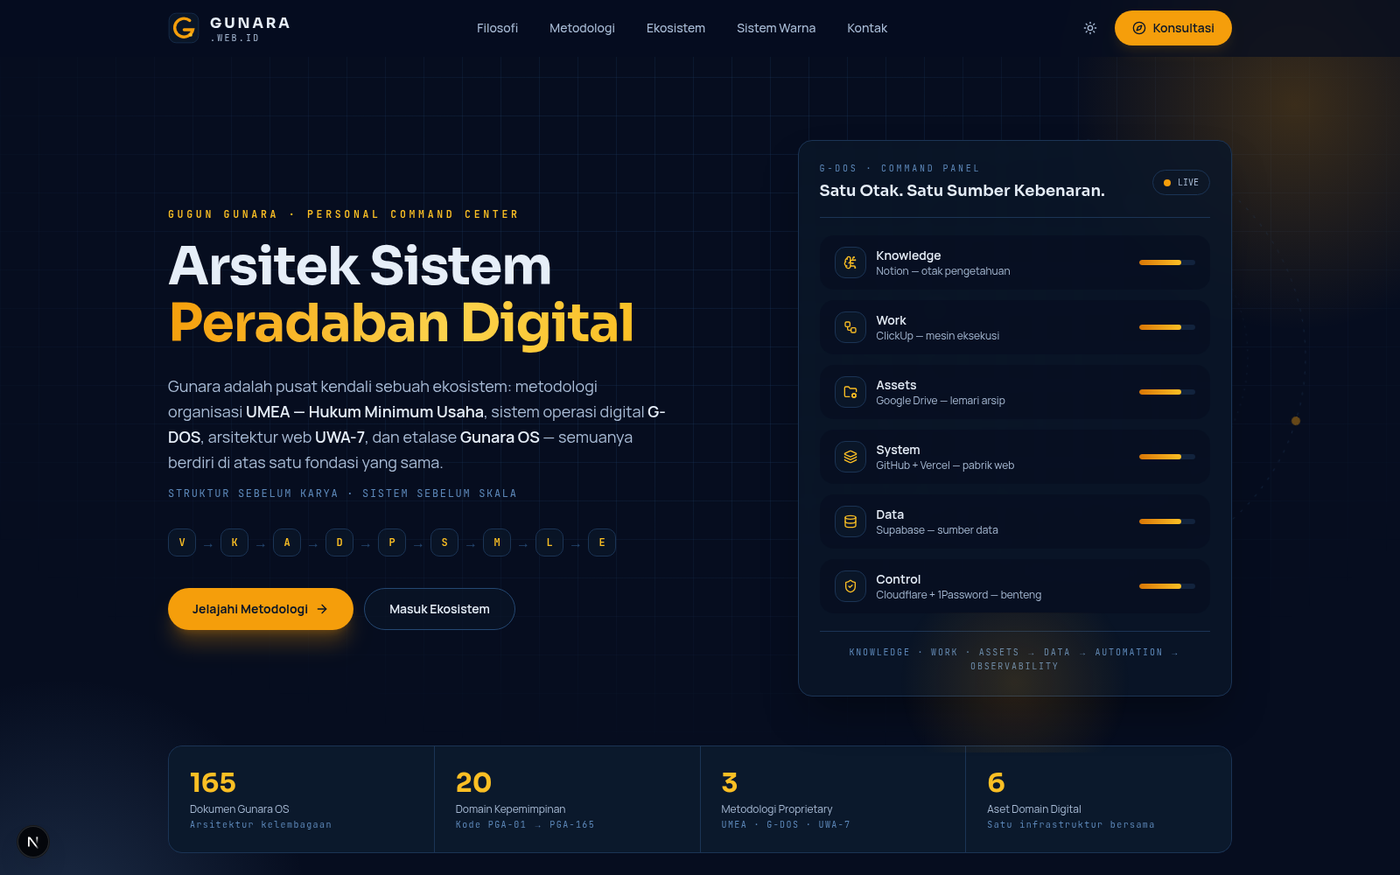 GUNARA
.WEB.ID
Filosofi
Metodologi
Ekosistem
Sistem Warna
Kontak
Konsultasi
GUGUN GUNARA · PERSONAL COMMAND CENTER
Arsitek Sistem
Peradaban Digital
Gunara adalah pusat kendali sebuah ekosistem: metodologi
organisasi UMEA — Hukum Minimum Usaha, sistem operasi digital G-
DOS, arsitektur web UWA-7, dan etalase Gunara OS — semuanya
berdiri di atas satu fondasi yang sama.
STRUKTUR SEBELUM KARYA · SISTEM SEBELUM SKALA
V → K → A → D → P → S → M → L → E
Jelajahi Metodologi →
Masuk Ekosistem
G-DOS · COMMAND PANEL
Satu Otak. Satu Sumber Kebenaran.
LIVE
Knowledge
Notion — otak pengetahuan
Work
ClickUp — mesin eksekusi
Assets
Google Drive — lemari arsip
System
GitHub + Vercel — pabrik web
Data
Supabase — sumber data
Control
Cloudflare + 1Password — benteng
KNOWLEDGE · WORK · ASSETS → DATA → AUTOMATION →
OBSERVABILITY
165
Dokumen Gunara OS
Arsitektur kelembagaan
20
Domain Kepemimpinan
Kode PGA-01 → PGA-165
3
Metodologi Proprietary
UMEA · G-DOS · UWA-7
6
Aset Domain Digital
Satu infrastruktur bersama